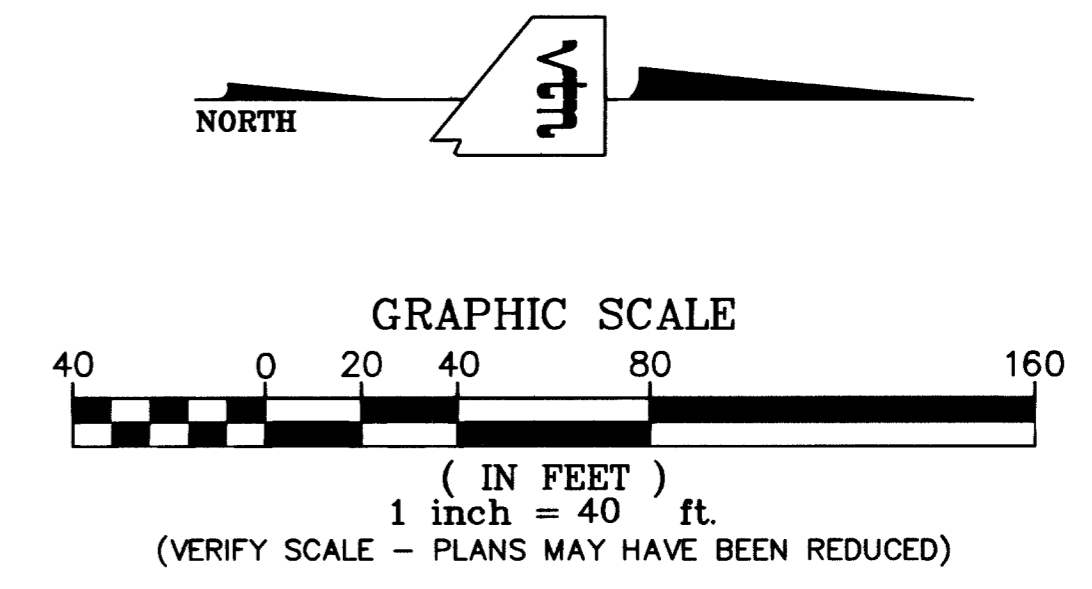 vtm
NORTH
GRAPHIC SCALE
40 0 20 40 80 160
( IN FEET )
1 inch = 40 ft.
(VERIFY SCALE – PLANS MAY HAVE BEEN REDUCED)